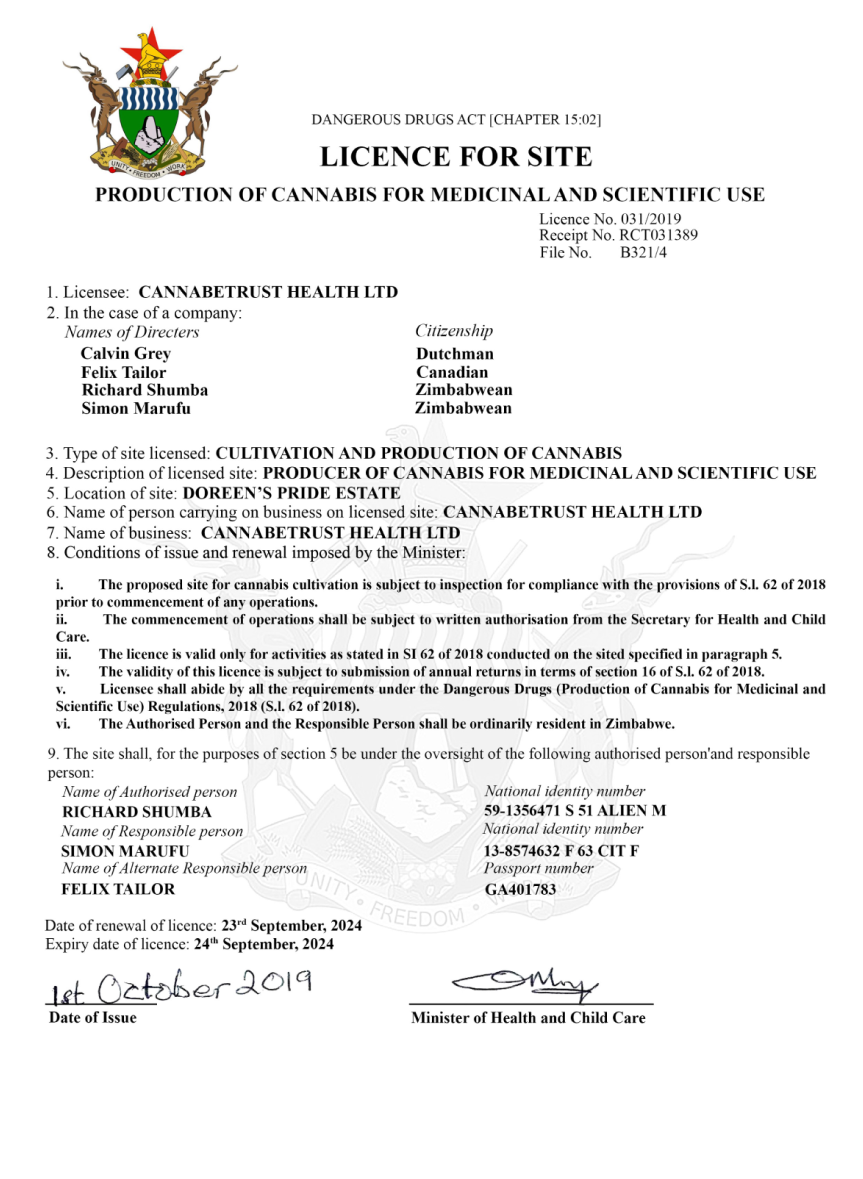 DANGEROUS DRUGS ACT [CHAPTER 15:02]
LICENCE FOR SITE
UNITY • FREEDOM • WORK
PRODUCTION OF CANNABIS FOR MEDICINAL AND SCIENTIFIC USE
Licence No. 031/2019
Receipt No. RCT031389
File No. B321/4
1. Licensee: CANNABETRUST HEALTH LTD
2. In the case of a company:
Names of Directers Citizenship
Calvin Grey Dutchman
Felix Tailor Canadian
Richard Shumba Zimbabwean
Simon Marufu Zimbabwean
3. Type of site licensed: CULTIVATION AND PRODUCTION OF CANNABIS
4. Description of licensed site: PRODUCER OF CANNABIS FOR MEDICINAL AND SCIENTIFIC USE
5. Location of site: DOREEN'S PRIDE ESTATE
6. Name of person carrying on business on licensed site: CANNABETRUST HEALTH LTD
7. Name of business: CANNABETRUST HEALTH LTD
8. Conditions of issue and renewal imposed by the Minister:
i. The proposed site for cannabis cultivation is subject to inspection for compliance with the provisions of S.l. 62 of 2018
prior to commencement of any operations.
ii. The commencement of operations shall be subject to written authorisation from the Secretary for Health and Child
Care.
iii. The licence is valid only for activities as stated in SI 62 of 2018 conducted on the sited specified in paragraph 5.
iv. The validity of this licence is subject to submission of annual returns in terms of section 16 of S.l. 62 of 2018.
v. Licensee shall abide by all the requirements under the Dangerous Drugs (Production of Cannabis for Medicinal and
Scientific Use) Regulations, 2018 (S.l. 62 of 2018).
vi. The Authorised Person and the Responsible Person shall be ordinarily resident in Zimbabwe.
9. The site shall, for the purposes of section 5 be under the oversight of the following authorised person'and responsible
person:
Name of Authorised person National identity number
RICHARD SHUMBA 59-1356471 S 51 ALIEN M
Name of Responsible person National identity number
SIMON MARUFU 13-8574632 F 63 CIT F
Name of Alternate Responsible person Passport number
FELIX TAILOR GA401783
UNITY • FREEDOM •
Date of renewal of licence: 23rd September, 2024
Expiry date of licence: 24th September, 2024
1st October 2019
Date of Issue Minister of Health and Child Care